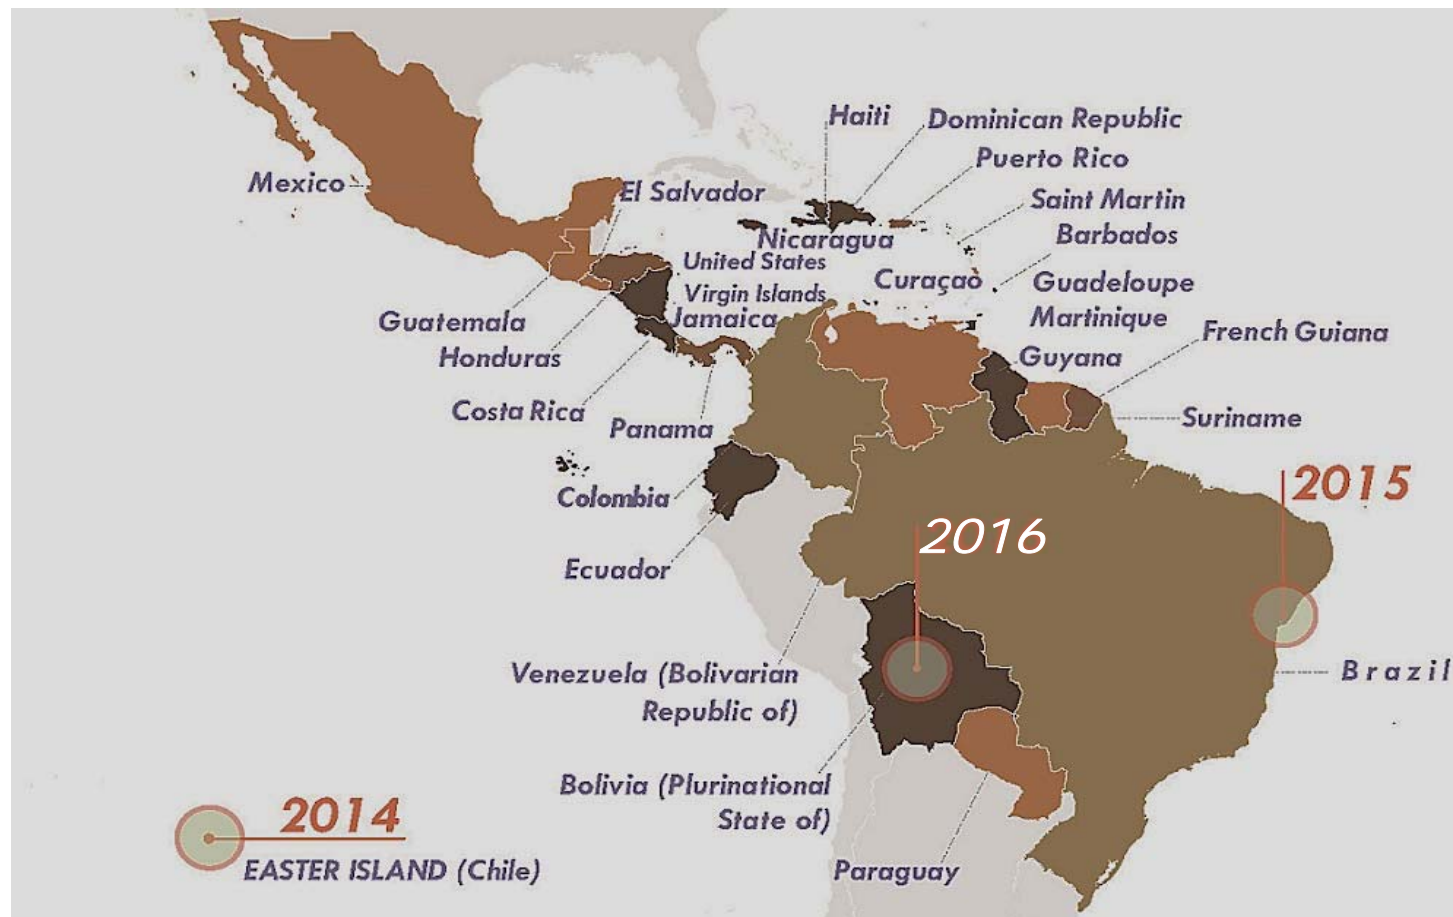 Haiti
Dominican Republic
Puerto Rico
Mexico
El Salvador
Saint Martin
Nicaragua
Barbados
United States
Virgin Islands
Curaçao
Guadeloupe
Martinique
Jamaica
Guatemala
French Guiana
Honduras
Guyana
Costa Rica
Panama
Suriname
2015
Colombia
2016
Ecuador
Venezuela (Bolivarian
Republic of)
Brazil
Bolivia (Plurinational
State of)
2014
EASTER ISLAND (Chile)
Paraguay